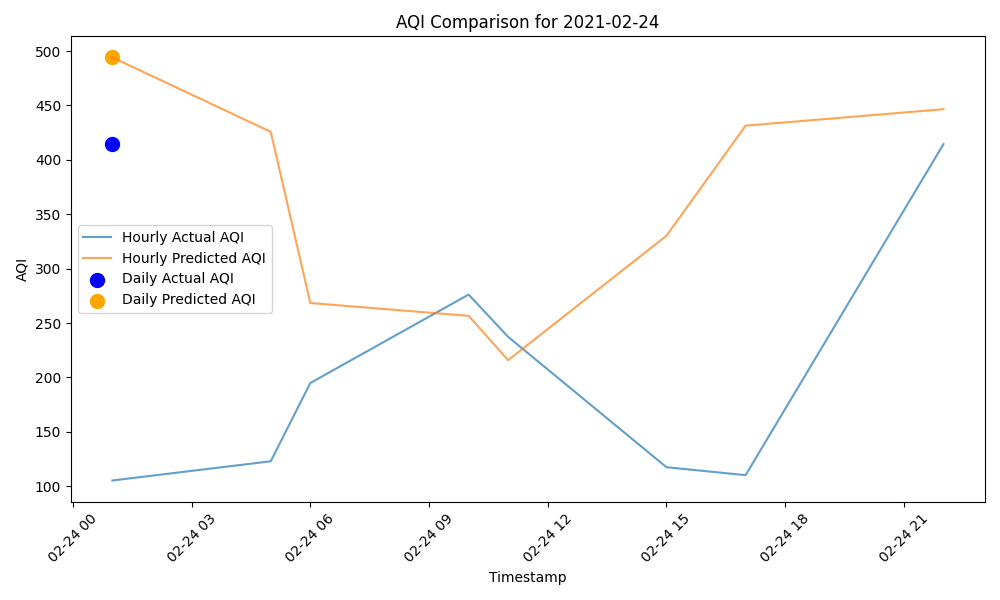 AQI Comparison for 2021-02-24
500
450
400
350
300
250
200
150
100
AQI
Hourly Actual AQI
Hourly Predicted AQI
Daily Actual AQI
Daily Predicted AQI
02-24 00
02-24 03
02-24 06
02-24 09
02-24 12
02-24 15
02-24 18
02-24 21
Timestamp